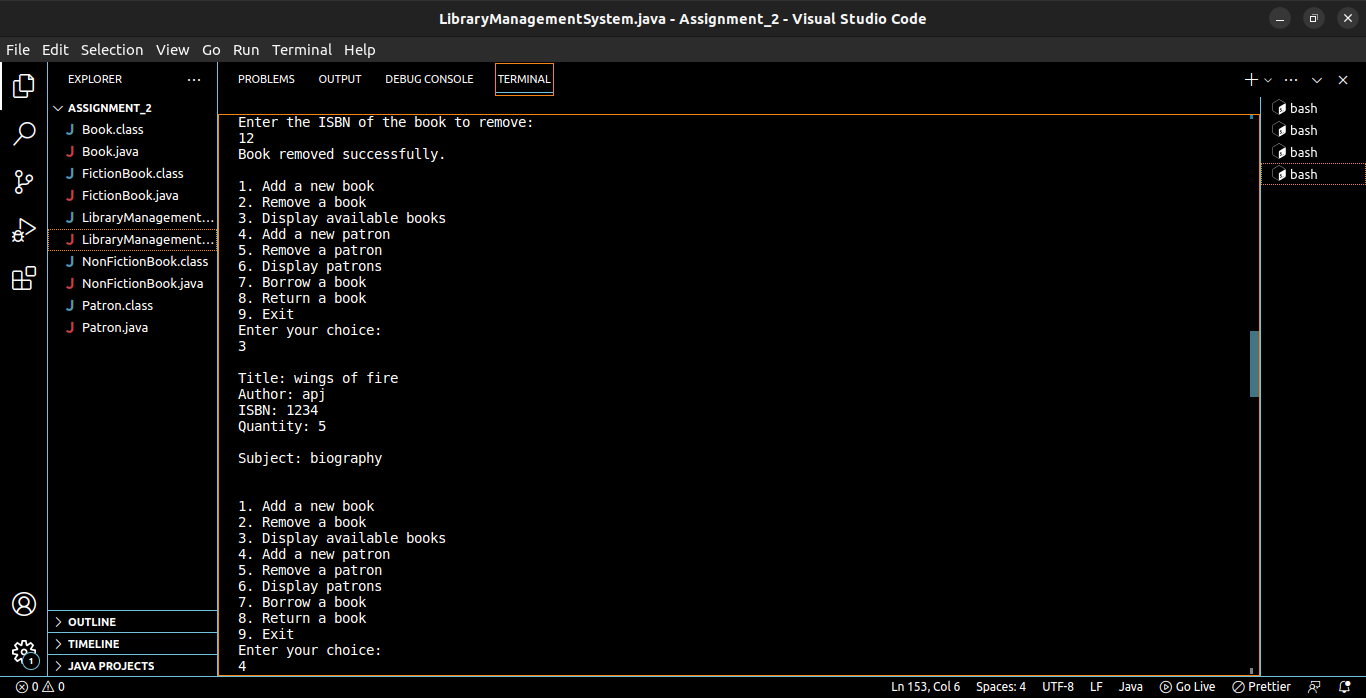 LibraryManagementSystem.java - Assignment_2 - Visual Studio Code
File Edit Selection View Go Run Terminal Help
EXPLORER
ASSIGNMENT_2
Book.class
Book.java
FictionBook.class
FictionBook.java
LibraryManagement...
LibraryManagement...
NonFictionBook.class
NonFictionBook.java
Patron.class
Patron.java
OUTLINE
TIMELINE
JAVA PROJECTS
PROBLEMS OUTPUT DEBUG CONSOLE TERMINAL
Enter the ISBN of the book to remove:
12
Book removed successfully.
1. Add a new book
2. Remove a book
3. Display available books
4. Add a new patron
5. Remove a patron
6. Display patrons
7. Borrow a book
8. Return a book
9. Exit
Enter your choice:
3
Title: wings of fire
Author: apj
ISBN: 1234
Quantity: 5
Subject: biography
1. Add a new book
2. Remove a book
3. Display available books
4. Add a new patron
5. Remove a patron
6. Display patrons
7. Borrow a book
8. Return a book
9. Exit
Enter your choice:
4
bash
bash
bash
bash
1
0 0 Ln 153, Col 6 Spaces: 4 UTF-8 LF Java Go Live Prettier